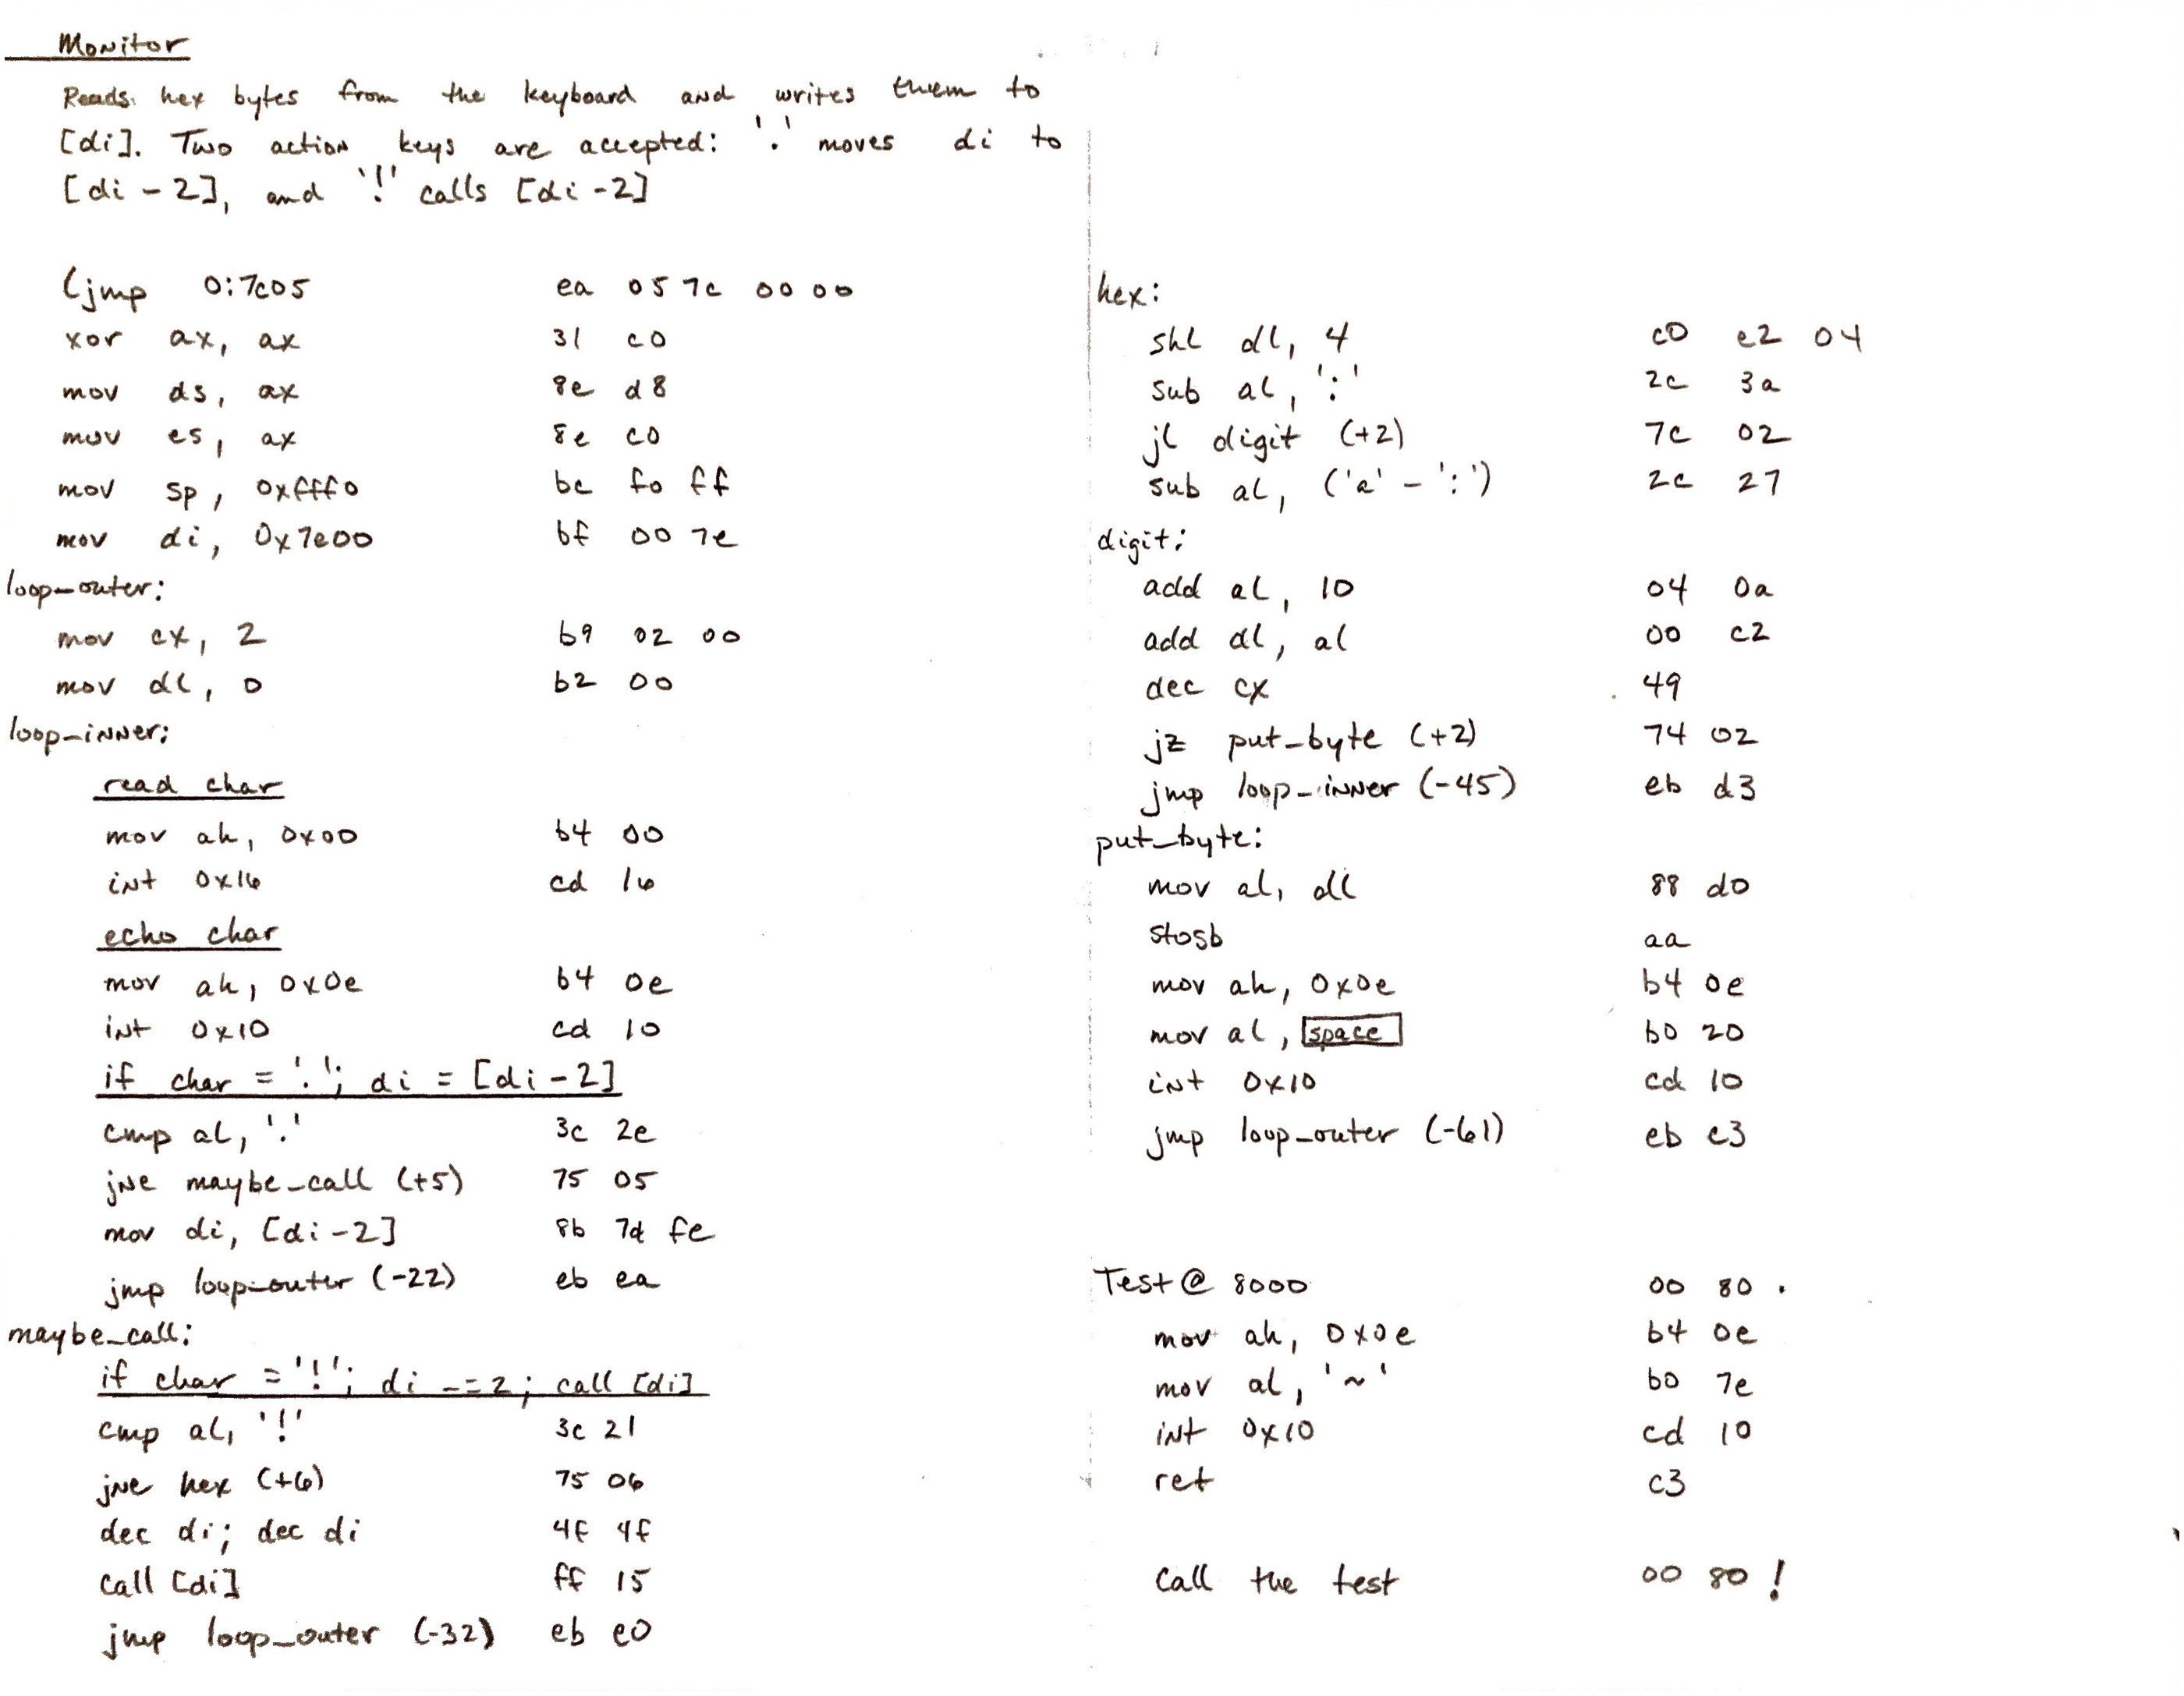 Monitor
Reads hex bytes from the keyboard and writes them to
[di]. Two action keys are accepted: '.' moves di to
[di - 2], and '!' calls [di -2]
(jmp 0:7c05 ea 05 7c 00 00
xor ax, ax 31 c0
mov ds, ax 8e d8
mov es, ax 8e c0
mov sp, 0xfff0 bc f0 ff
mov di, 0x7e00 bf 00 7e
loop-outer:
mov cx, 2 b9 02 00
mov dl, 0 b2 00
loop-inner:
read char
mov ah, 0x00 b4 00
int 0x16 cd 16
echo char
mov ah, 0x0e b4 0e
int 0x10 cd 10
if char = '.'; di = [di - 2]
cmp al, '.' 3c 2e
jne maybe-call (+5) 75 05
mov di, [di-2] 8b 7d fe
jmp loop-outer (-22) eb ea
maybe_call:
if char = '!'; di -= 2; call [di]
cmp al, '!' 3c 21
jne hex (+6) 75 06
dec di; dec di 4f 4f
call [di] ff 15
jmp loop_outer (-32) eb e0
hex:
shl dl, 4 c0 e2 04
sub al, ':' 2c 3a
jl digit (+2) 7c 02
sub al, ('a' - ':') 2c 27
digit:
add al, 10 04 0a
add dl, al 00 c2
dec cx 49
jz put-byte (+2) 74 02
jmp loop-inner (-45) eb d3
put_byte:
mov al, dl 88 d0
stosb aa
mov ah, 0x0e b4 0e
mov al, space b0 20
int 0x10 cd 10
jmp loop_outer (-61) eb c3
Test @ 8000 00 80 .
mov ah, 0x0e b4 0e
mov al, '~' b0 7e
int 0x10 cd 10
ret c3
call the test 00 80 !